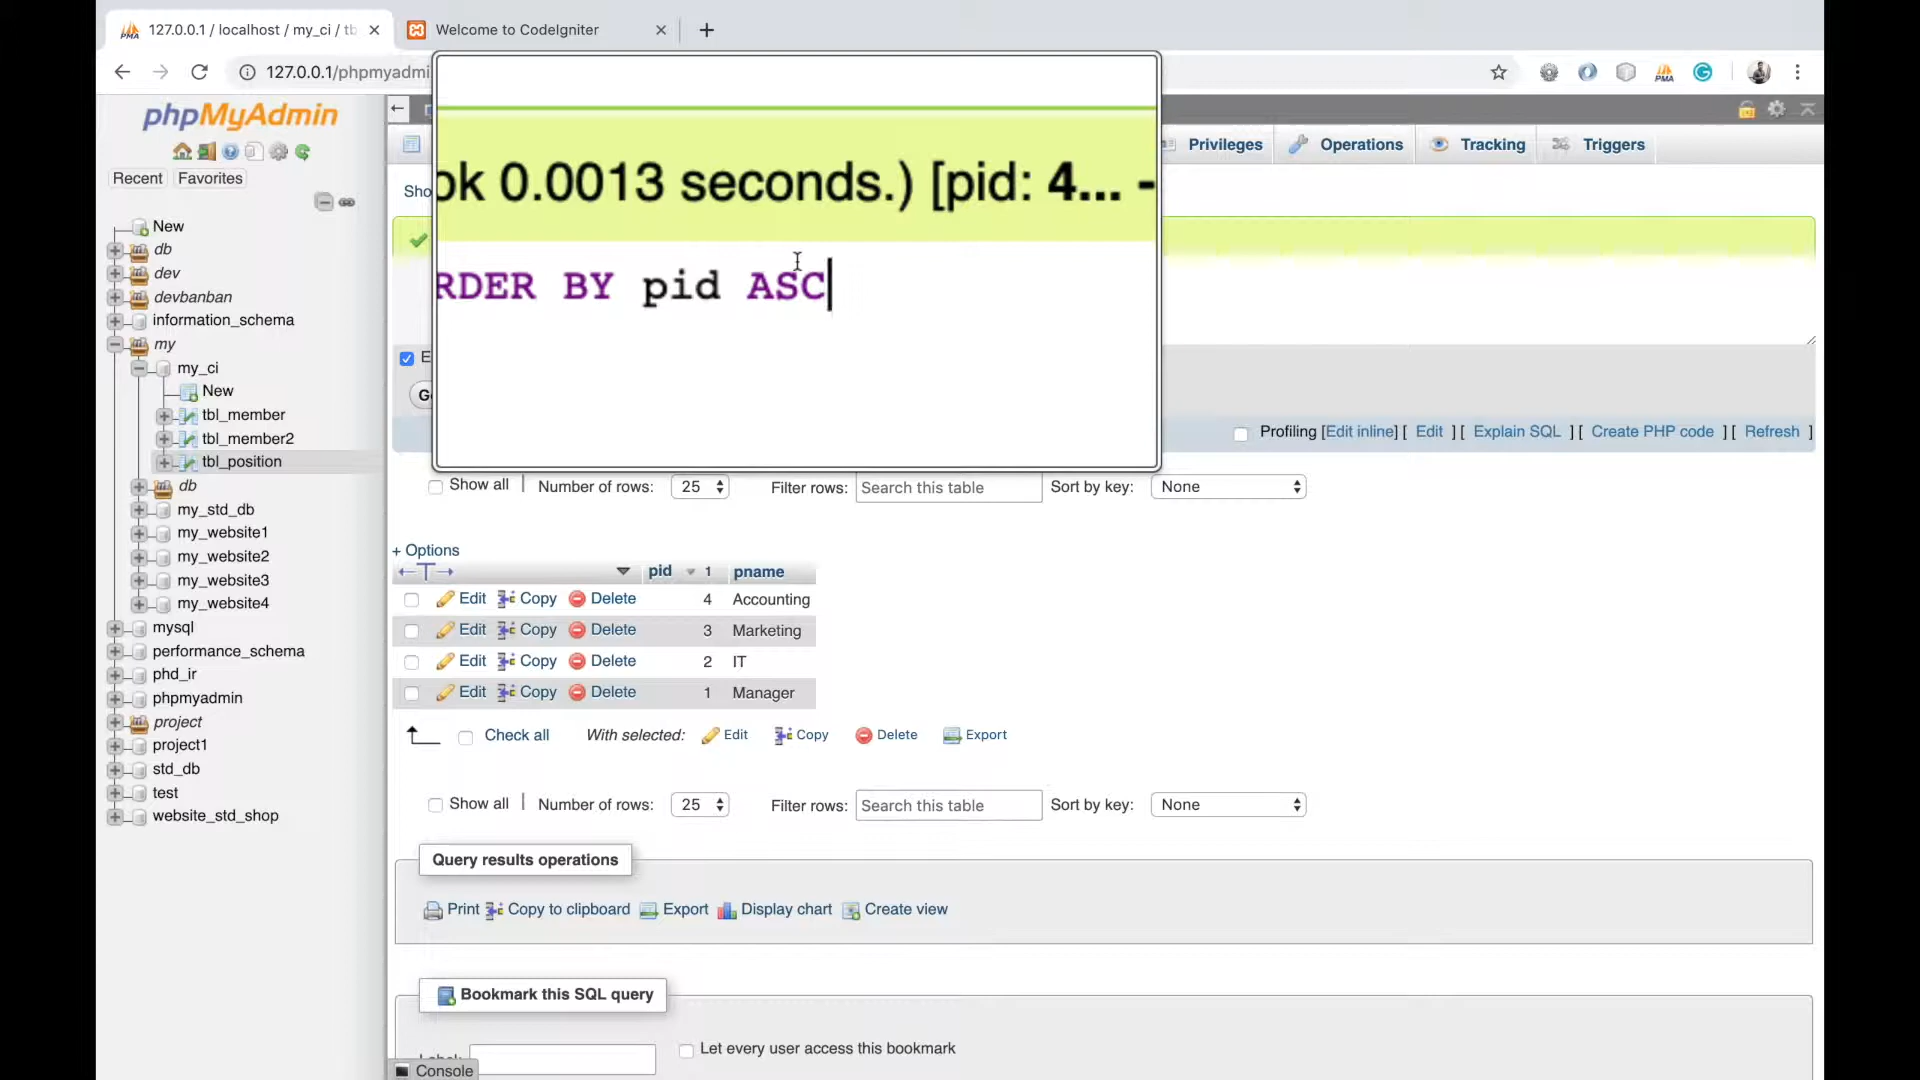 127.0.0.1 / localhost / my_ci / tb
Welcome to CodeIgniter
127.0.0.1/phpmyadmi
phpMyAdmin
Recent
Favorites
New
db
dev
devbanban
information_schema
my
my_ci
New
tbl_member
tbl_member2
tbl_position
db
my_std_db
my_website1
my_website2
my_website3
my_website4
mysql
performance_schema
phd_ir
phpmyadmin
project
project1
std_db
test
website_std_shop
Privileges
Operations
Tracking
Triggers
Sho
ok 0.0013 seconds.) [pid: 4... -
RDER BY pid ASC
E
G
Profiling [Edit inline] [ Edit ] [ Explain SQL ] [ Create PHP code ] [ Refresh ]
Show all | Number of rows: 25 Filter rows: Search this table Sort by key: None
+ Options
←T→ pid 1 pname
Edit Copy Delete 4 Accounting
Edit Copy Delete 3 Marketing
Edit Copy Delete 2 IT
Edit Copy Delete 1 Manager
Check all With selected: Edit Copy Delete Export
Show all | Number of rows: 25 Filter rows: Search this table Sort by key: None
Query results operations
Print Copy to clipboard Export Display chart Create view
Bookmark this SQL query
Let every user access this bookmark
Console